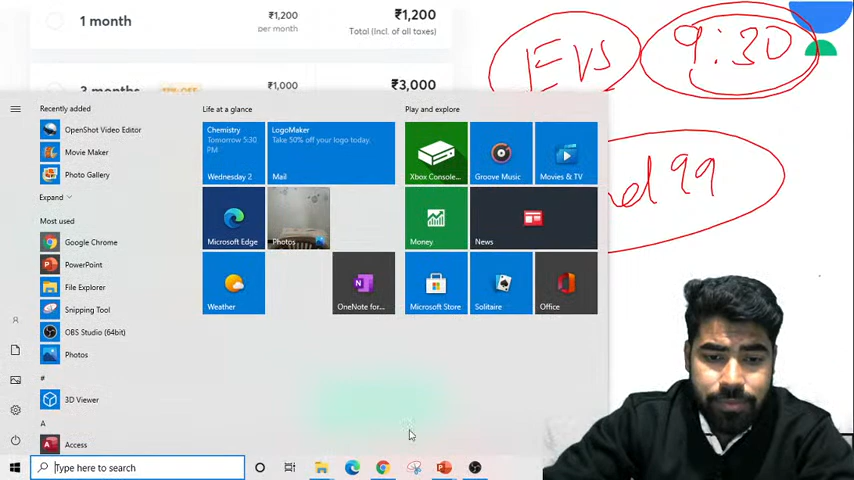 1 month
₹1,200
per month
₹1,200
Total (Incl. of all taxes)
3 months
₹1,000
₹3,000
EVS
9:30
99
Recently added
OpenShot Video Editor
Movie Maker
Photo Gallery
Expand
Most used
Google Chrome
PowerPoint
File Explorer
Snipping Tool
OBS Studio (64bit)
Photos
#
3D Viewer
A
Access
Life at a glance
Chemistry
Tomorrow 5:30
PM
Wednesday 2
LogoMaker
Take 50% off your logo today.
Mail
Microsoft Edge
Photos
Weather
OneNote for...
Play and explore
Xbox Console...
Groove Music
Movies & TV
Money
News
Microsoft Store
Solitaire
Office
Type here to search